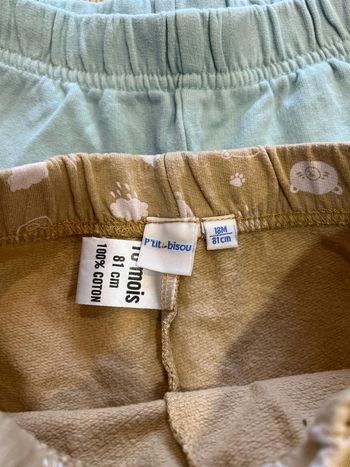 P'tit bisou
18M
81cm
mois
81 cm
100% COTON